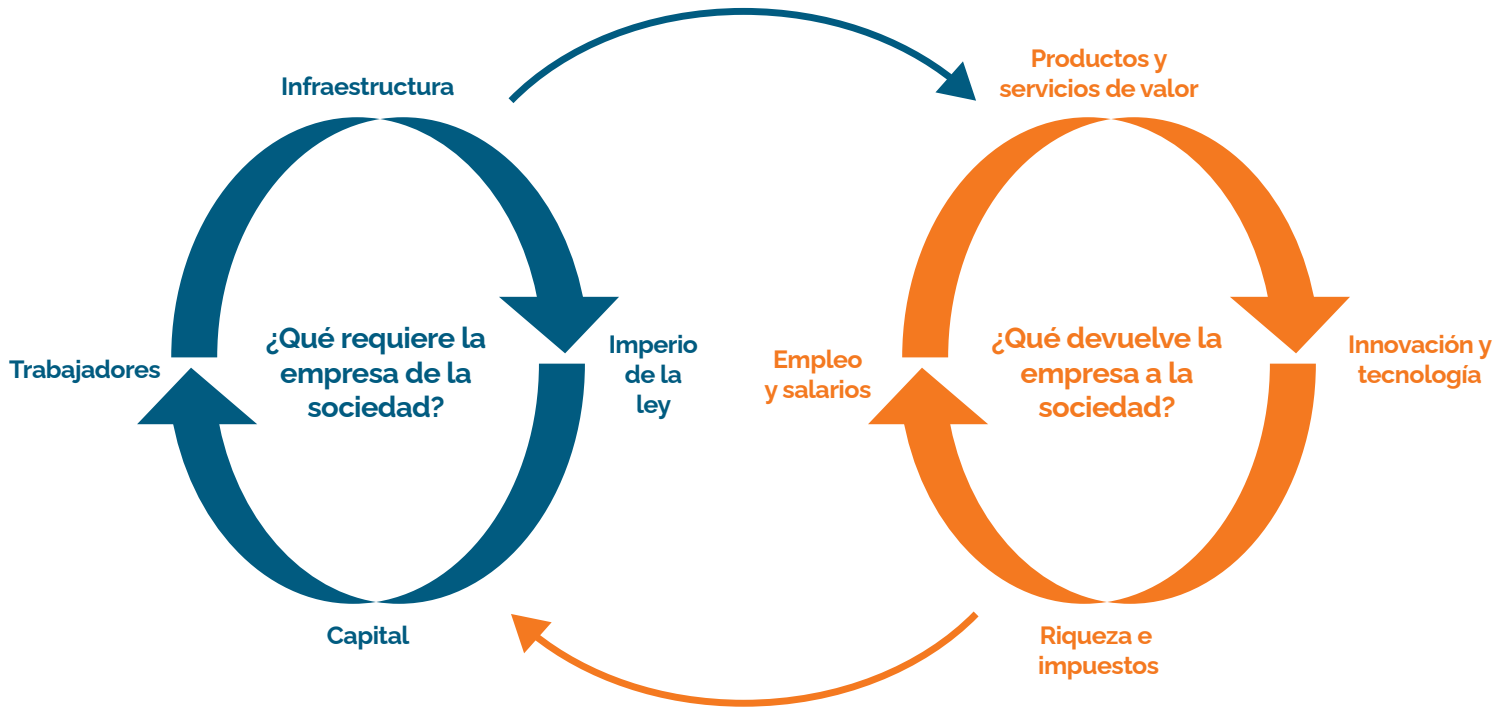 Infraestructura
Trabajadores
¿Qué requiere la
empresa de la
sociedad?
Imperio
de la
ley
Capital
Productos y
servicios de valor
Empleo
y salarios
¿Qué devuelve la
empresa a la
sociedad?
Innovación y
tecnología
Riqueza e
impuestos